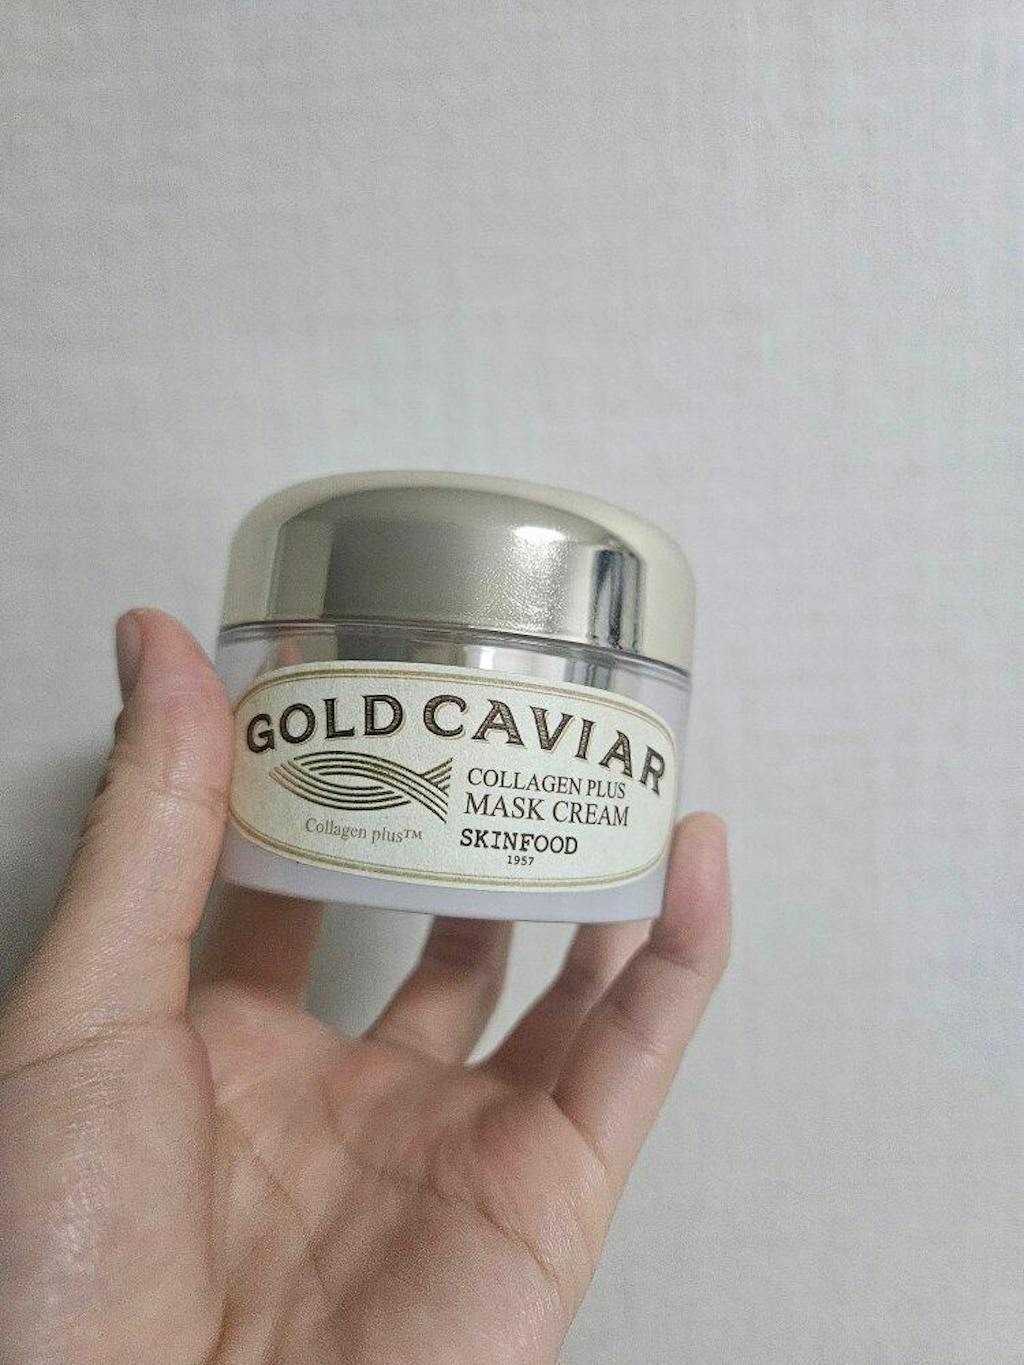 GOLD CAVIAR
COLLAGEN PLUS
MASK CREAM
Collagen plus™
SKINFOOD
1957